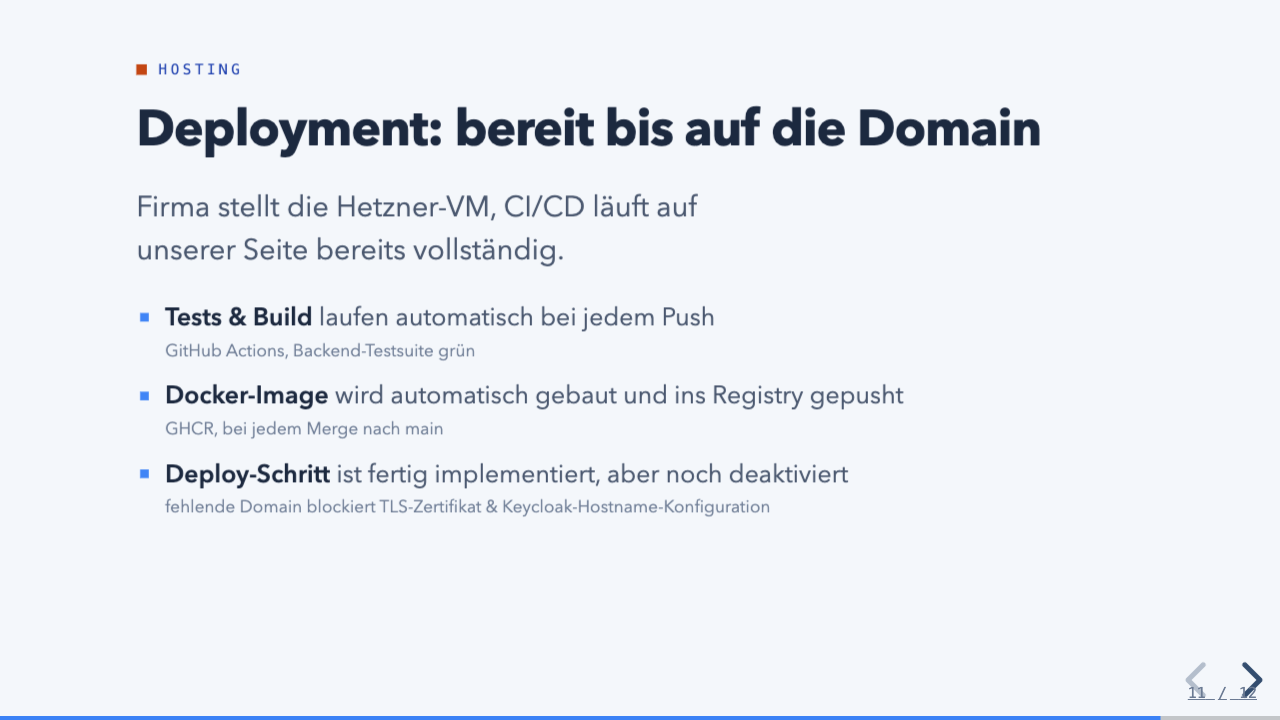 HOSTING
Deployment: bereit bis auf die Domain
Firma stellt die Hetzner-VM, CI/CD läuft auf
unserer Seite bereits vollständig.
Tests & Build laufen automatisch bei jedem Push
GitHub Actions, Backend-Testsuite grün
Docker-Image wird automatisch gebaut und ins Registry gepusht
GHCR, bei jedem Merge nach main
Deploy-Schritt ist fertig implementiert, aber noch deaktiviert
fehlende Domain blockiert TLS-Zertifikat & Keycloak-Hostname-Konfiguration
11 / 12